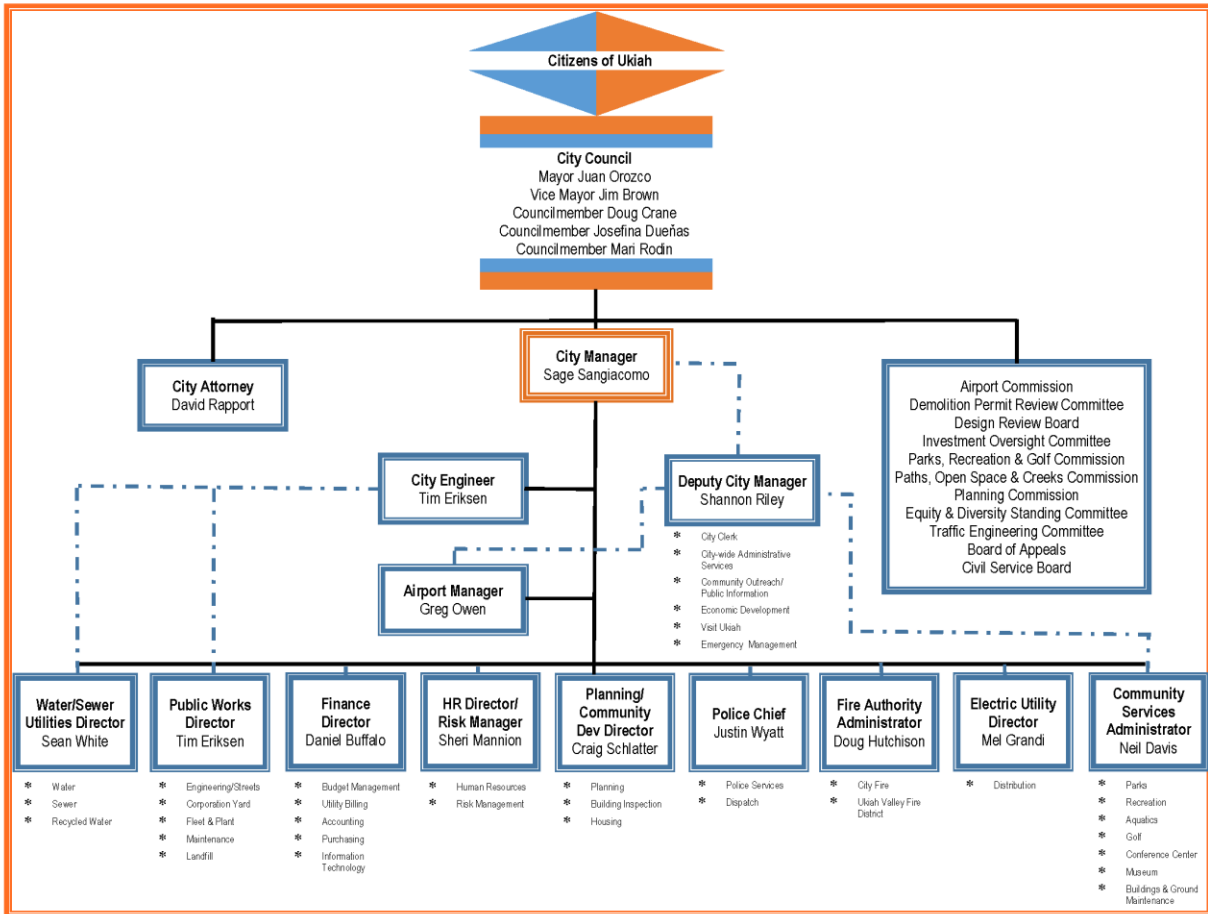 Citizens of Ukiah
City Council
Mayor Juan Orozco
Vice Mayor Jim Brown
Councilmember Doug Crane
Councilmember Josefina Dueñas
Councilmember Mari Rodin
City Attorney
David Rapport
City Manager
Sage Sangiacomo
Airport Commission
Demolition Permit Review Committee
Design Review Board
Investment Oversight Committee
Parks, Recreation & Golf Commission
Paths, Open Space & Creeks Commission
Planning Commission
Equity & Diversity Standing Committee
Traffic Engineering Committee
Board of Appeals
Civil Service Board
City Engineer
Tim Eriksen
Deputy City Manager
Shannon Riley
* City Clerk
* City-wide Administrative
Services
* Community Outreach/
Public Information
* Economic Development
* Visit Ukiah
* Emergency Management
Airport Manager
Greg Owen
Water/Sewer
Utilities Director
Sean White
* Water
* Sewer
* Recycled Water
Public Works
Director
Tim Eriksen
* Engineering/Streets
* Corporation Yard
* Fleet & Plant
* Maintenance
* Landfill
Finance
Director
Daniel Buffalo
* Budget Management
* Utility Billing
* Accounting
* Purchasing
* Information
Technology
HR Director/
Risk Manager
Sheri Mannion
* Human Resources
* Risk Management
Planning/
Community
Dev Director
Craig Schlatter
* Planning
* Building Inspection
* Housing
Police Chief
Justin Wyatt
* Police Services
* Dispatch
Fire Authority
Administrator
Doug Hutchison
* City Fire
* Ukiah Valley Fire
District
Electric Utility
Director
Mel Grandi
* Distribution
Community
Services
Administrator
Neil Davis
* Parks
* Recreation
* Aquatics
* Golf
* Conference Center
* Museum
* Buildings & Ground
Maintenance